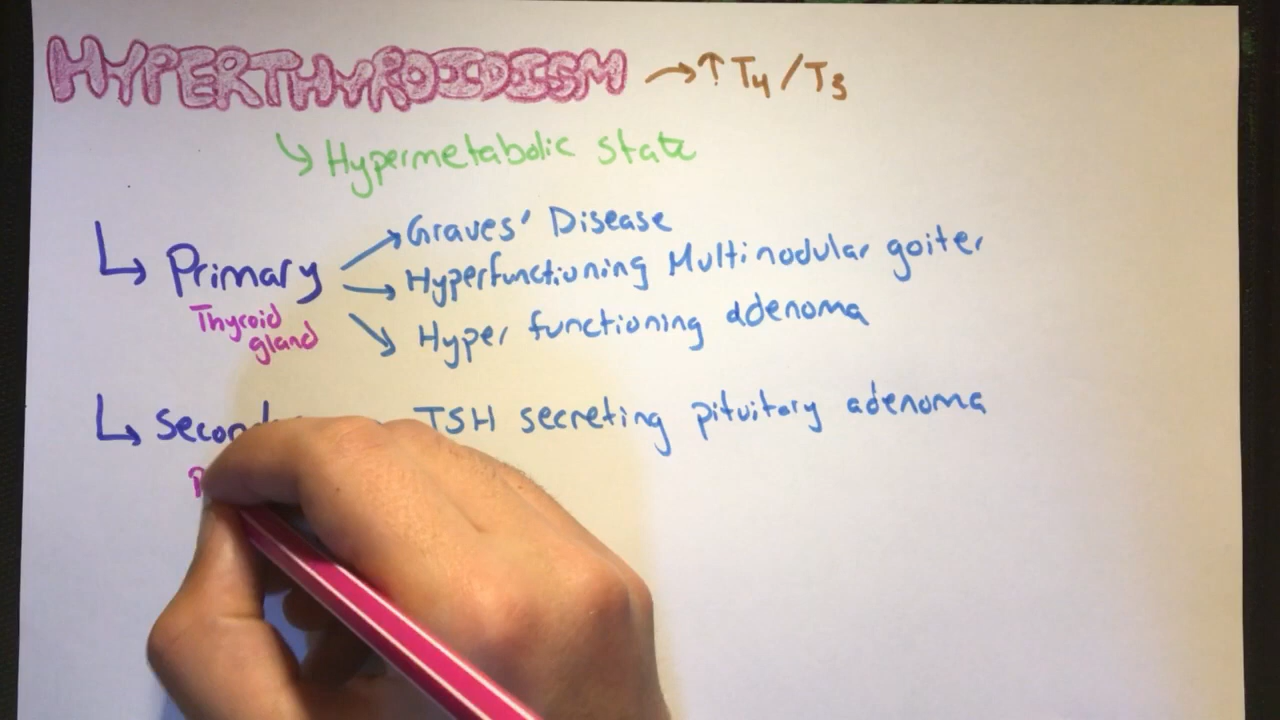 HYPERTHYROIDISM → ↑ T4/T3
↳ Hypermetabolic state
↳ Primary
Thyroid gland
→ Graves' Disease
→ Hyperfunctioning Multinodular goiter
→ Hyper functioning adenoma
↳ Second
TSH secreting pituitary adenoma